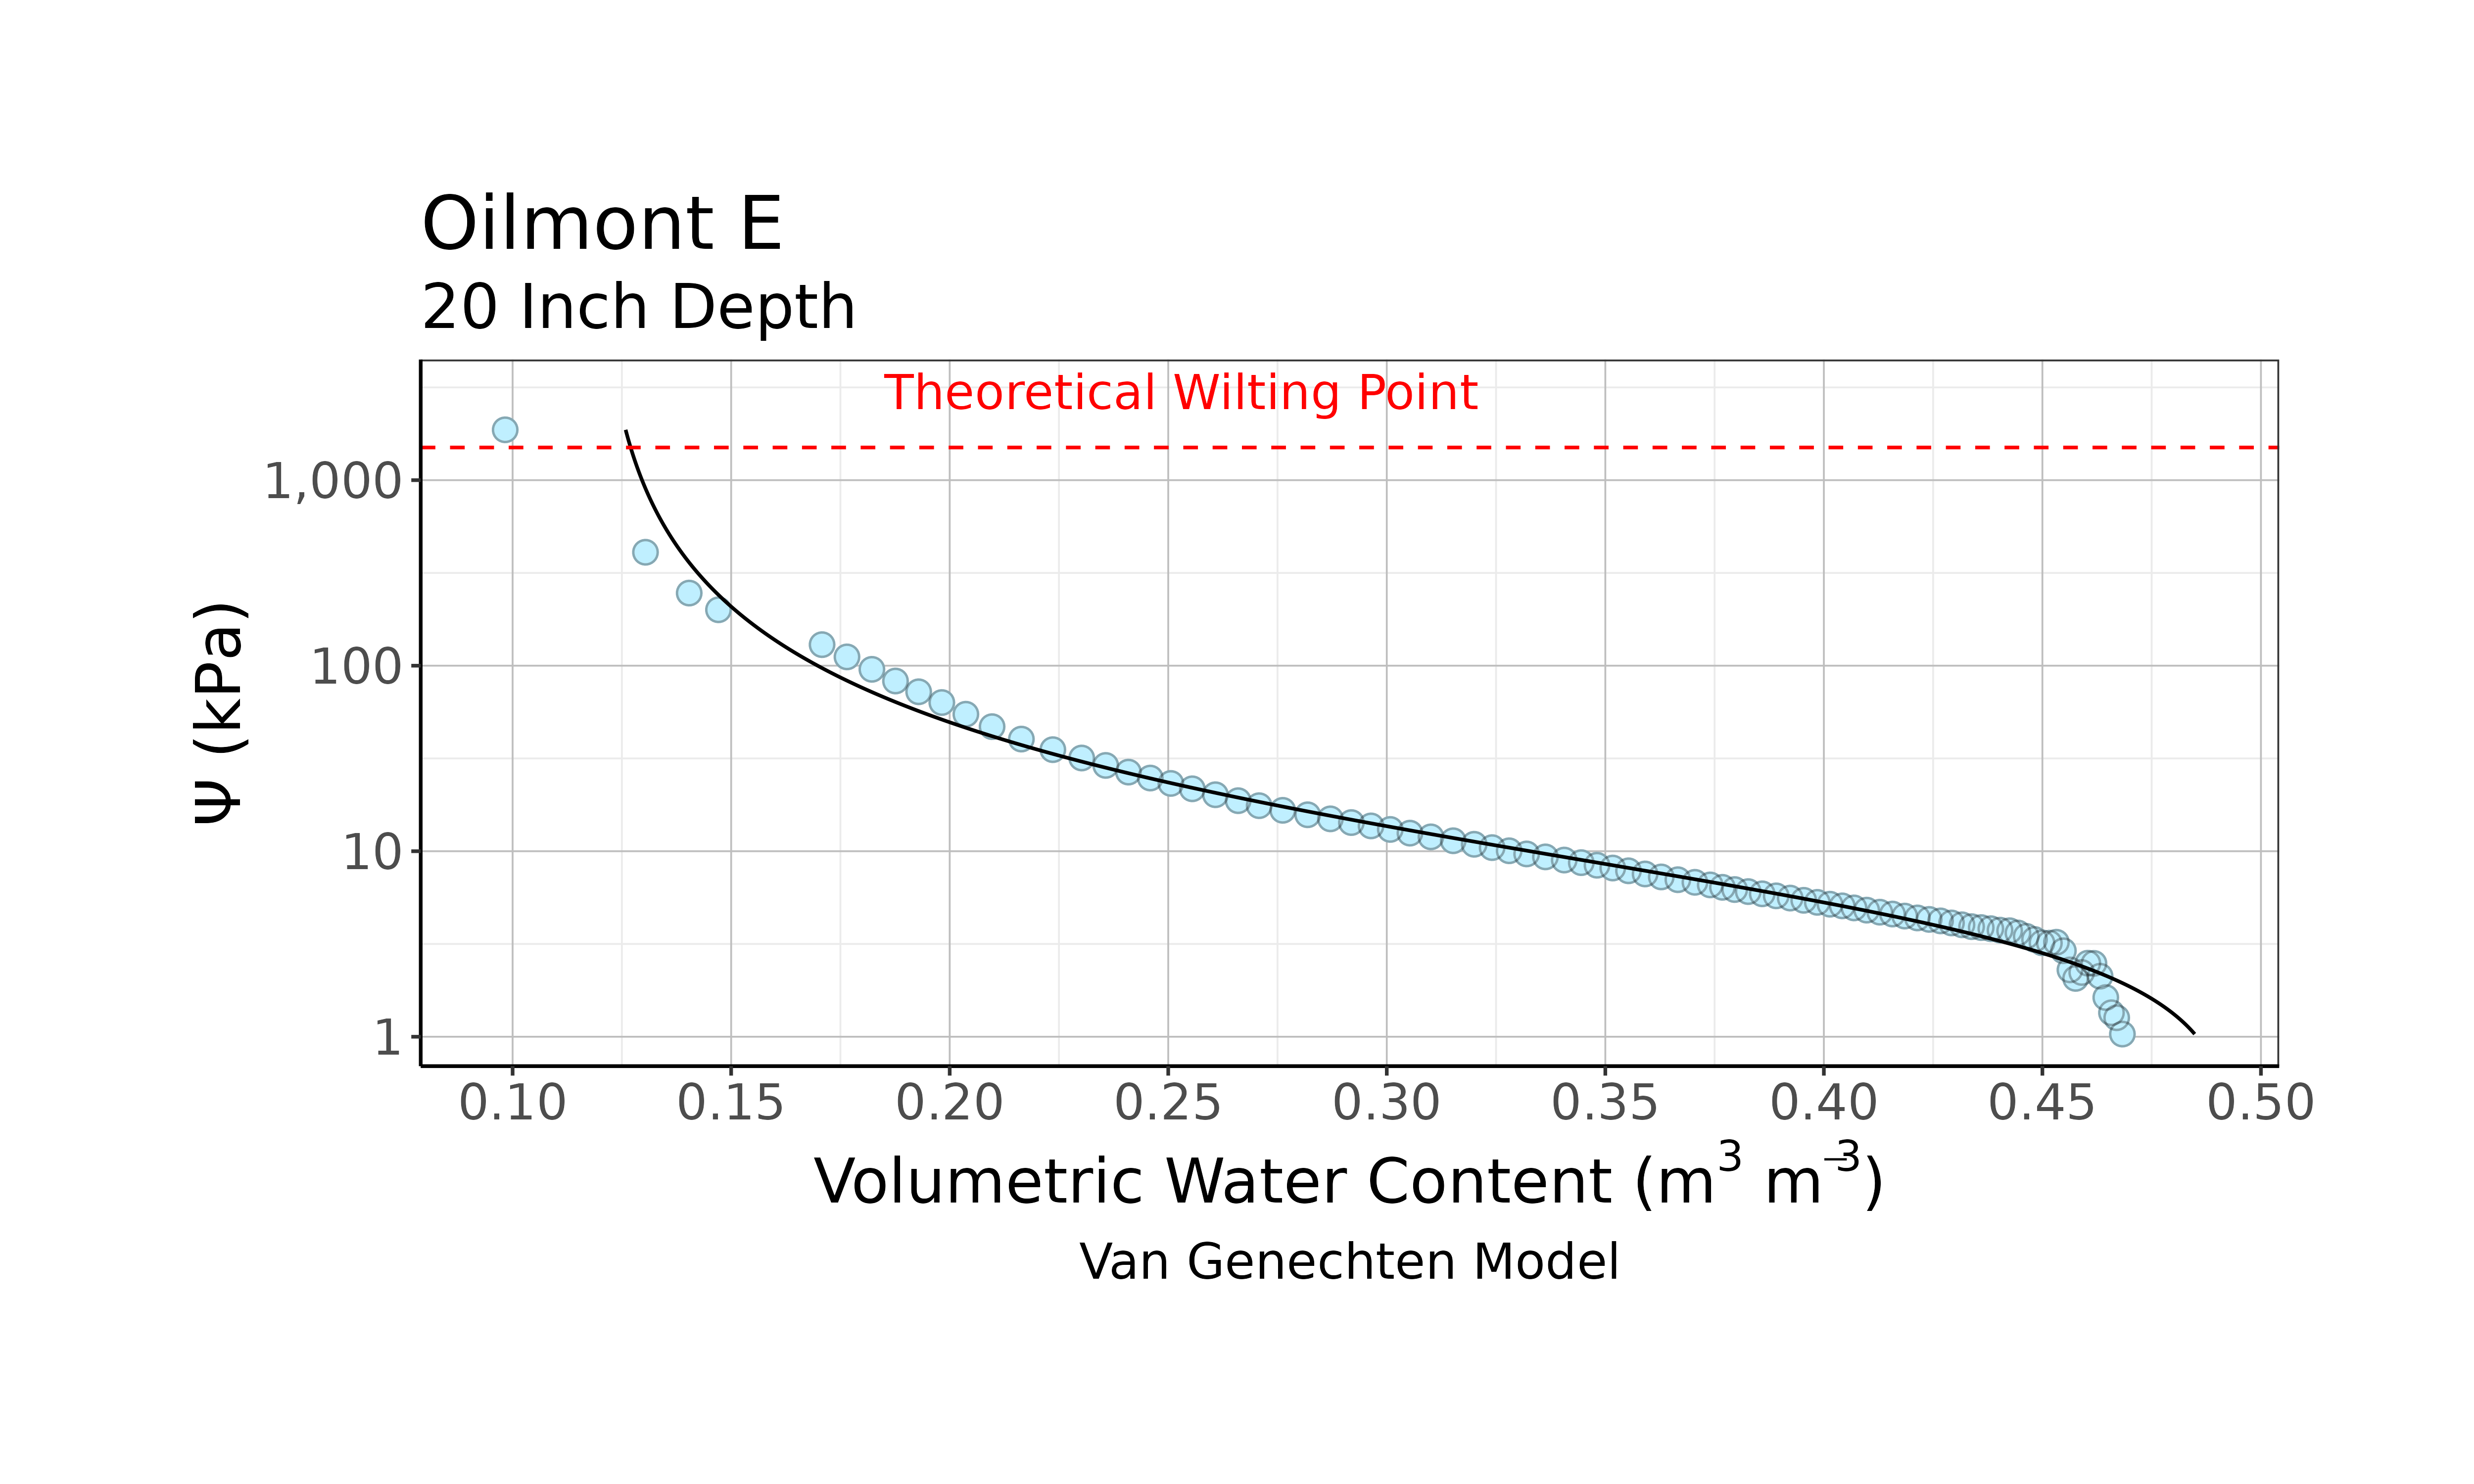 Oilmont E
20 Inch Depth
Theoretical Wilting Point
1,000
100
10
1
Ψ (kPa)
0.10 0.15 0.20 0.25 0.30 0.35 0.40 0.45 0.50
Volumetric Water Content (m³ m⁻³)
Van Genechten Model